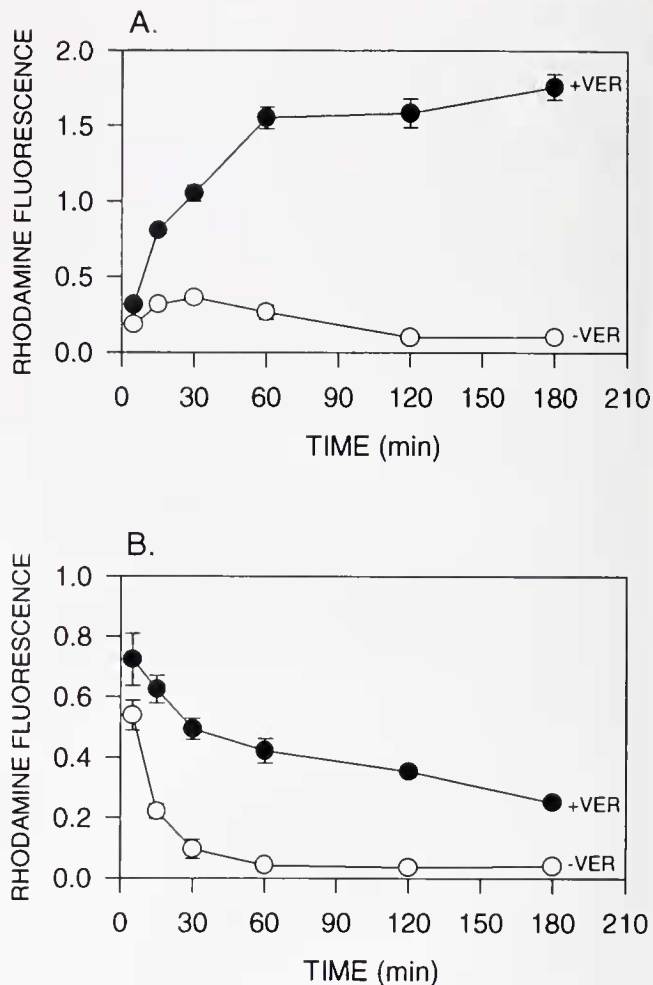 A.
RHODAMINE FLUORESCENCE
2.0
1.5
1.0
0.5
0.0
+VER
-VER
0 30 60 90 120 150 180 210
TIME (min)
B.
RHODAMINE FLUORESCENCE
1.0
0.8
0.6
0.4
0.2
0.0
+VER
-VER
0 30 60 90 120 150 180 210
TIME (min)